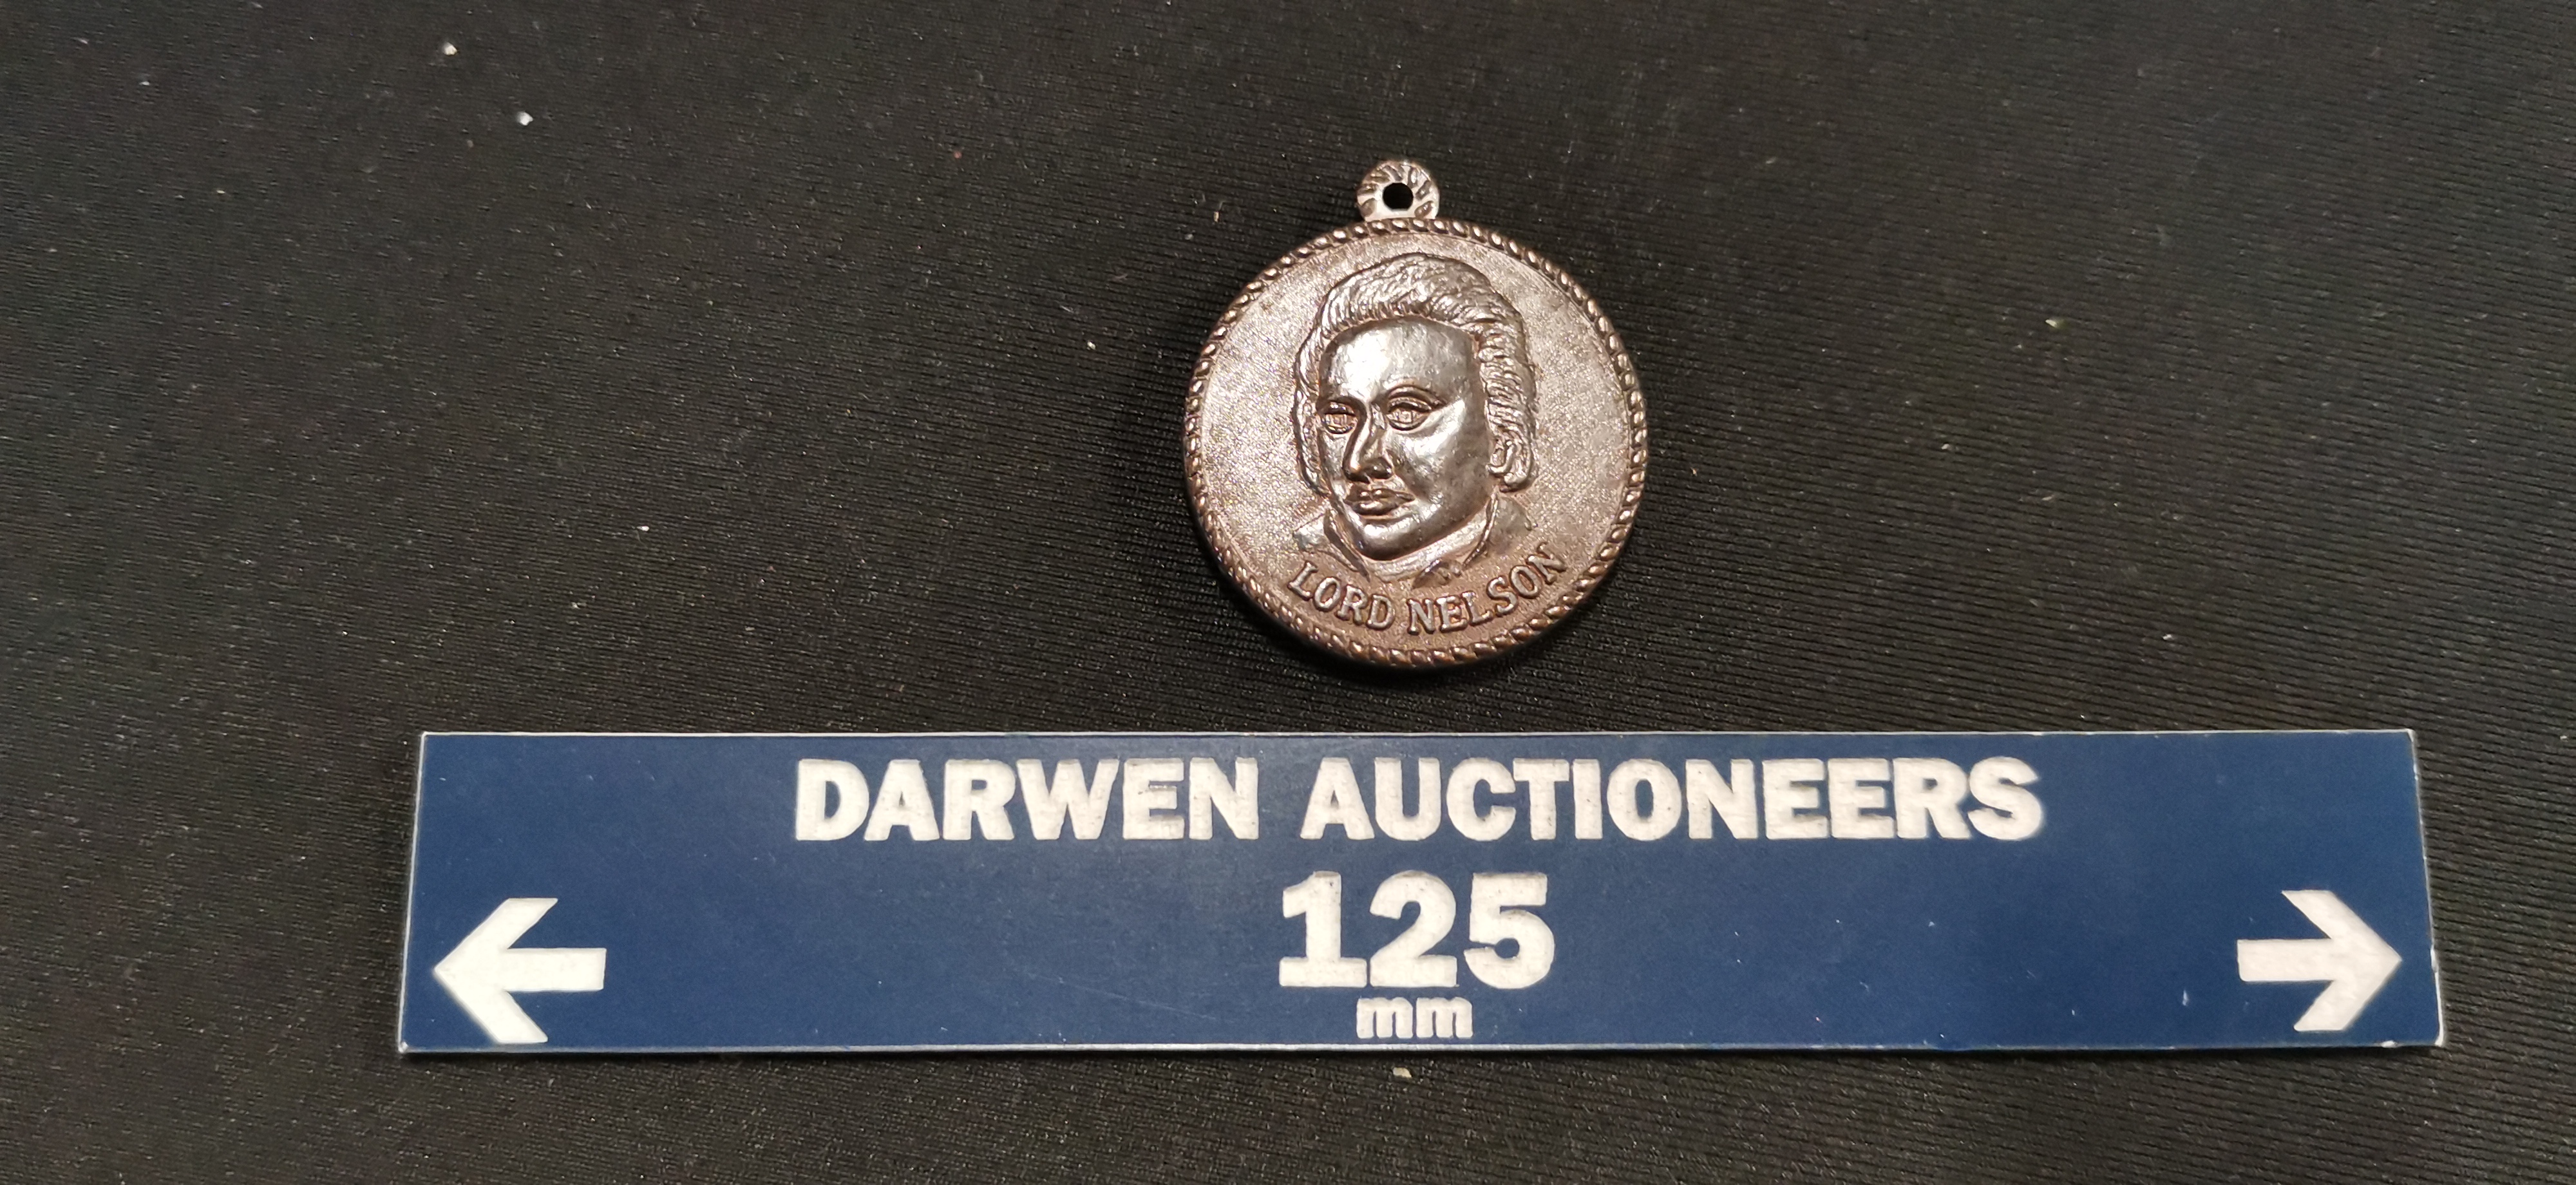 LORD NELSON
DARWEN AUCTIONEERS
125
mm